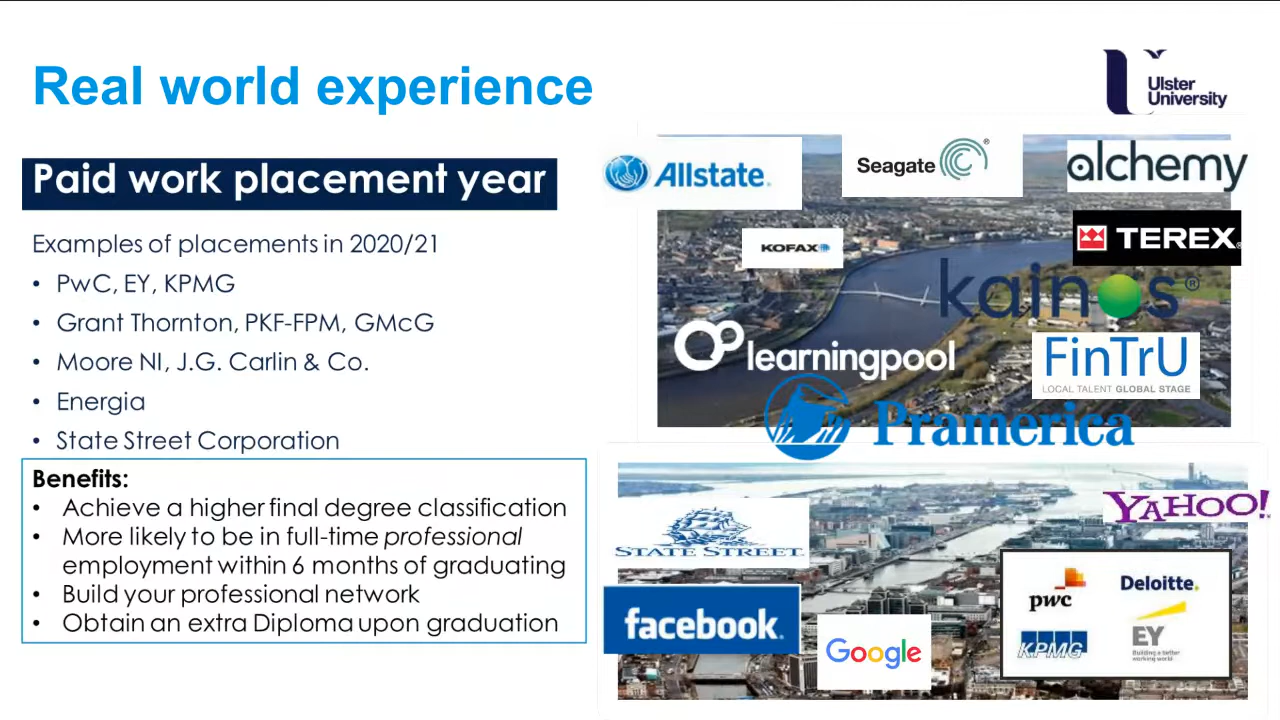 Real world experience
Ulster
University
Paid work placement year
Examples of placements in 2020/21
• PwC, EY, KPMG
• Grant Thornton, PKF-FPM, GMcG
• Moore NI, J.G. Carlin & Co.
• Energia
• State Street Corporation
Benefits:
• Achieve a higher final degree classification
• More likely to be in full-time professional
employment within 6 months of graduating
• Build your professional network
• Obtain an extra Diploma upon graduation
Allstate.
Seagate®
alchemy
KOFAX
TEREX®
kainos®
learningpool
FinTrU
LOCAL TALENT GLOBAL STAGE
Pramerica
STATE STREET.
YAHOO!
facebook.
Google
pwc
Deloitte.
KPMG
EY
Building a better
working world